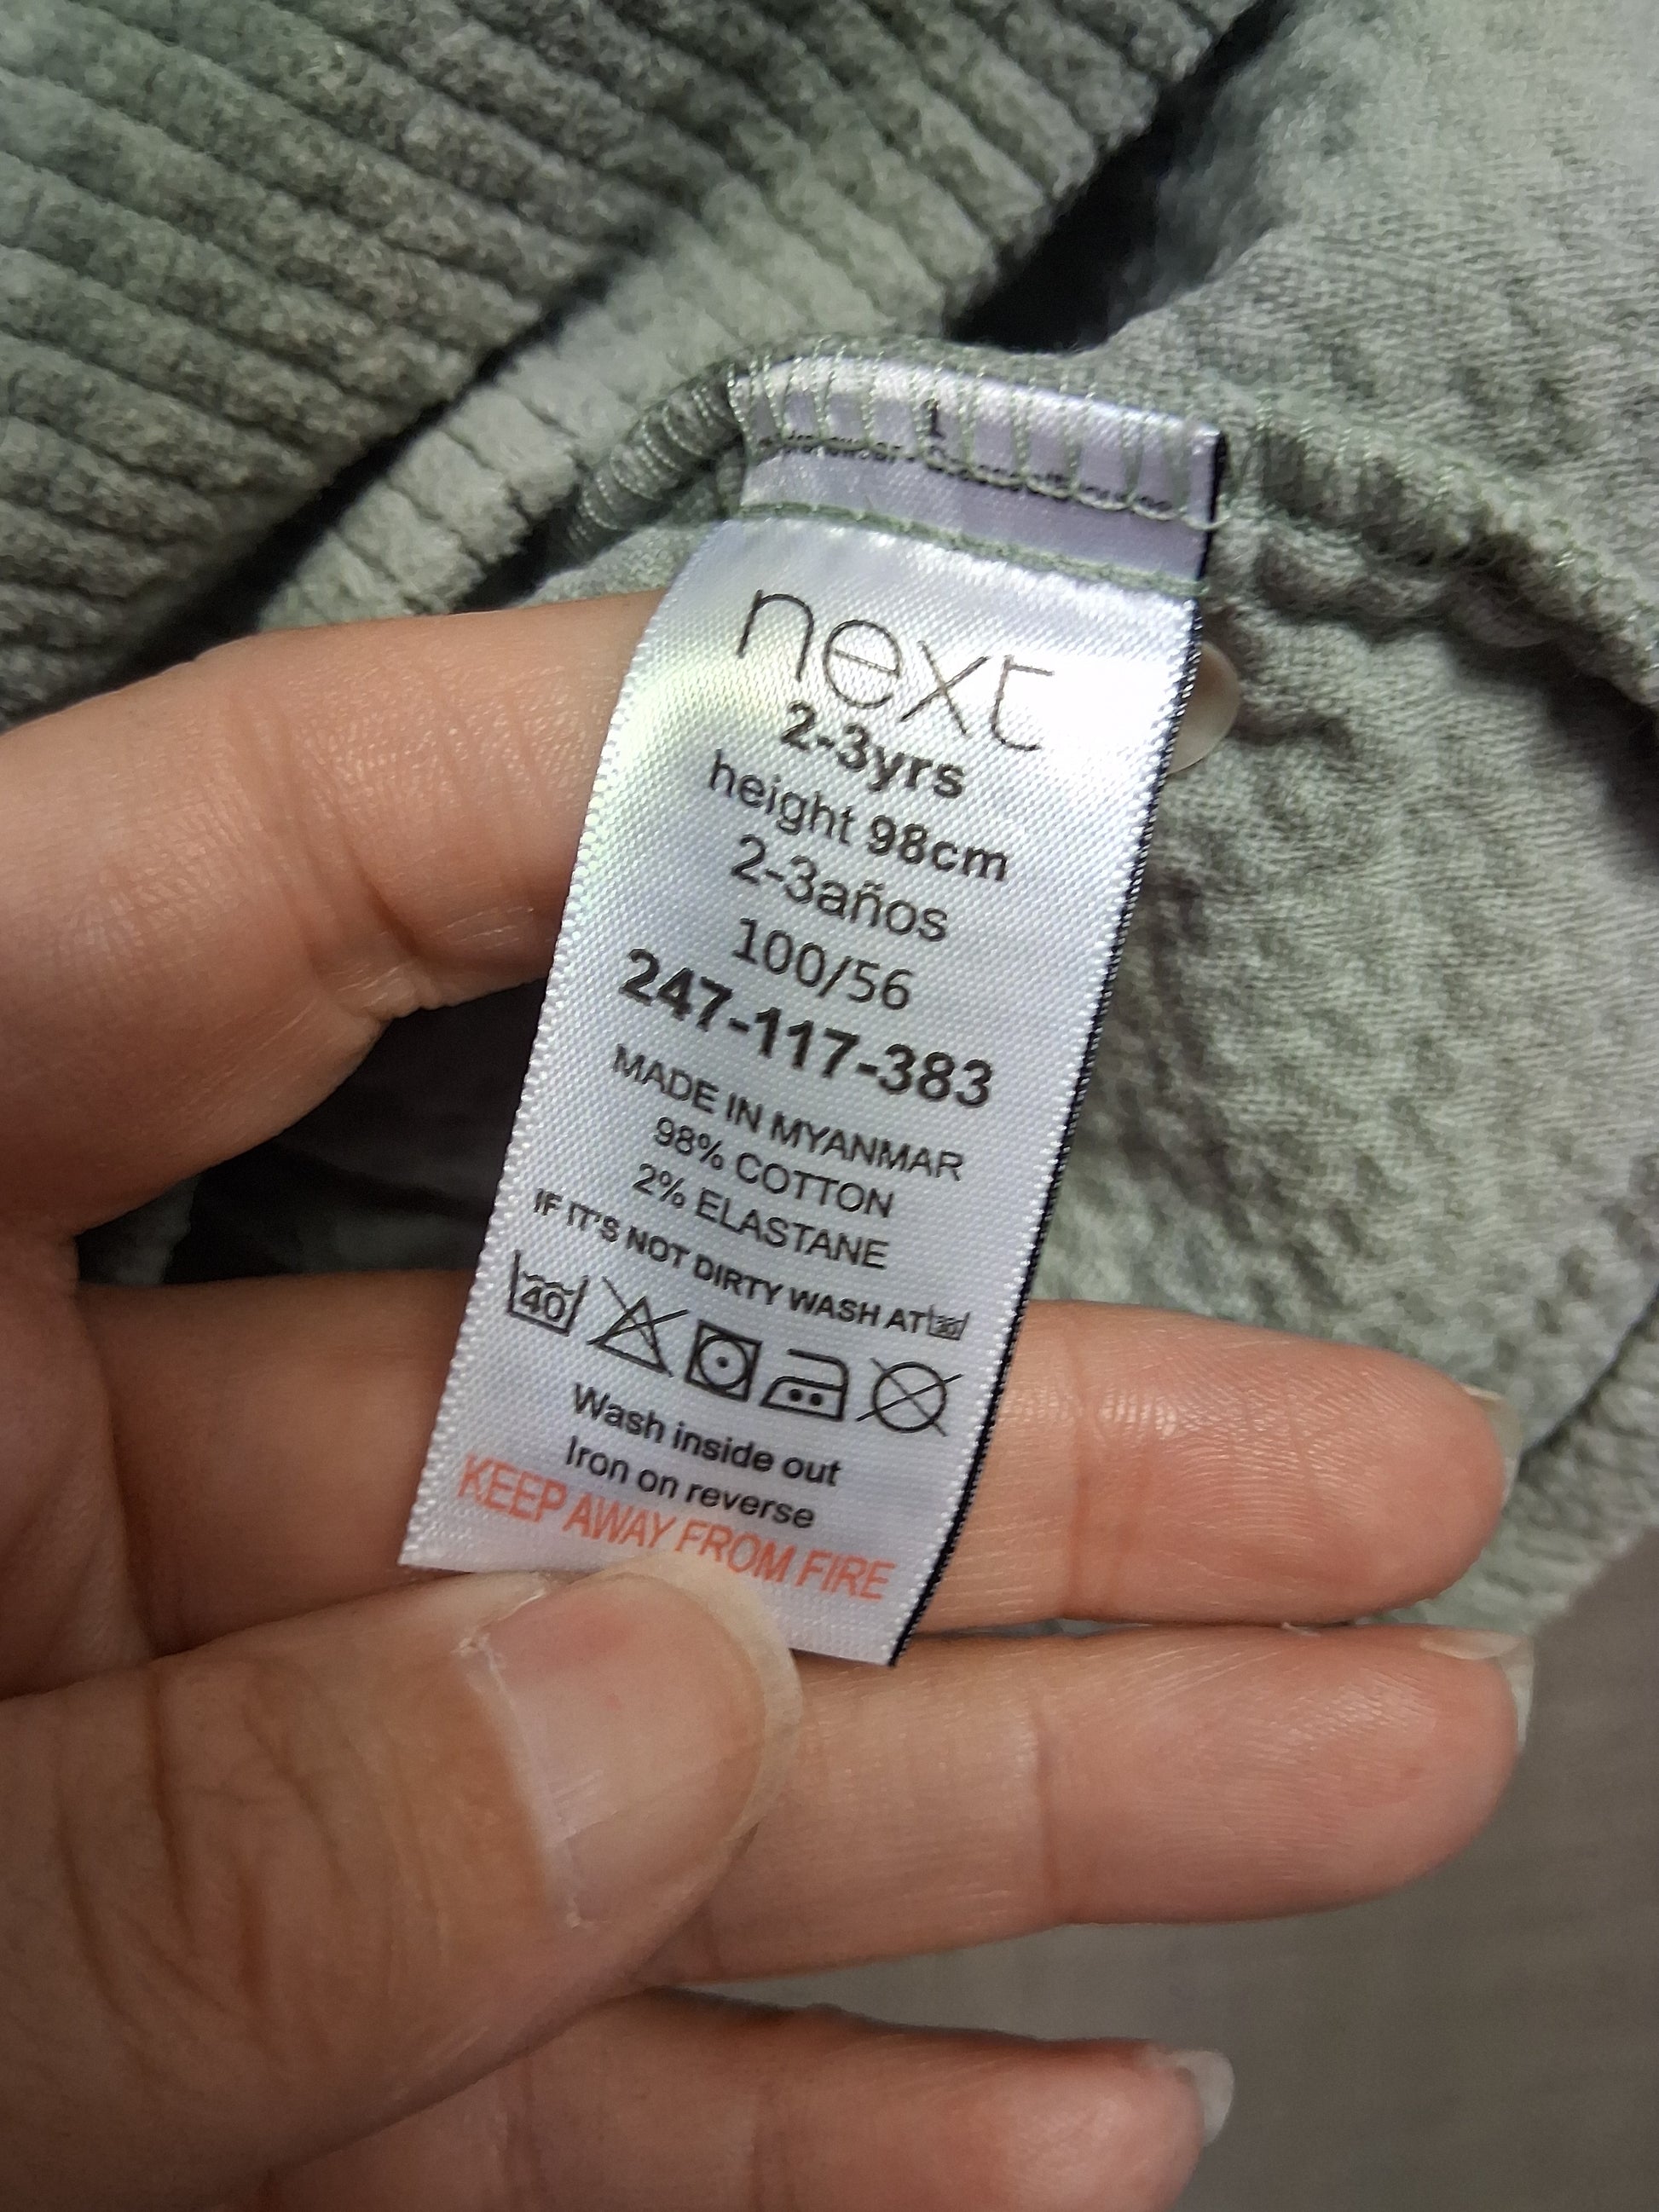 next
2-3yrs
height 98cm
2-3años
100/56
247-117-383
MADE IN MYANMAR
98% COTTON
2% ELASTANE
IF IT'S NOT DIRTY WASH AT 30
40
Wash inside out
Iron on reverse
KEEP AWAY FROM FIRE